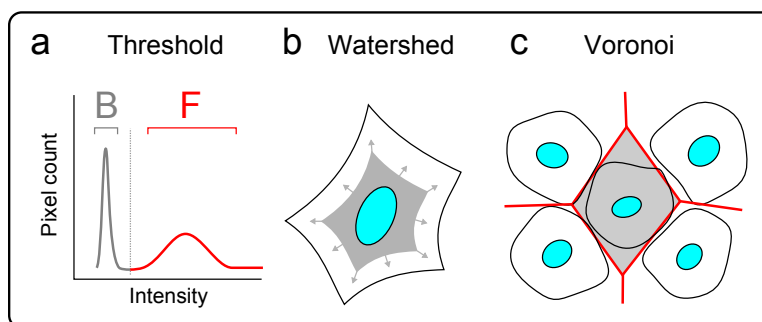 a Threshold
b Watershed
c Voronoi
B F
Pixel count
Intensity